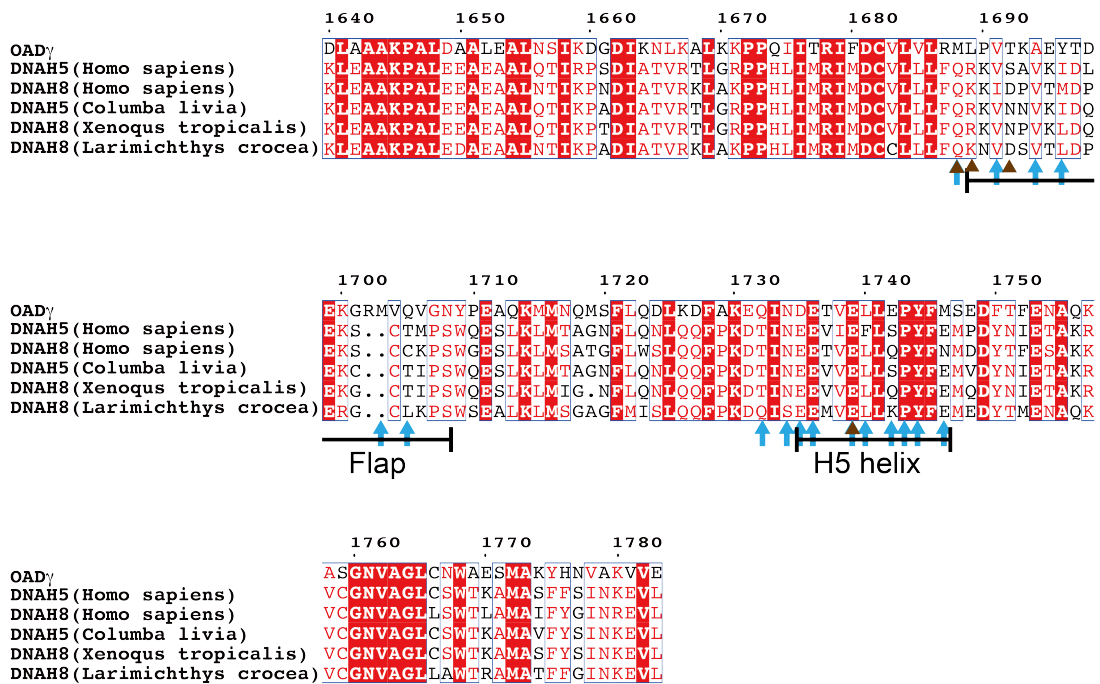 1640 1650 1660 1670 1680 1690
OADγ DLAAAKPALDAALEALNSIKDGDIKNLKALKKPPQIITRIFDCVLVLRMLPVTKAEYTD
DNAH5(Homo sapiens) KLEAAKPALEEAEAALQTIRPSDIATVRTLGRPPHLIMRIMDCVLLLFQRKVSAVKIDL
DNAH8(Homo sapiens) KLEAAKPALEEAEAALNTIKPNDIATVRKLAKPPHLIMRIMDCVLLLFQKKIDPVTMDP
DNAH5(Columba livia) KLEAAKPALEEAEAALQTIKPADIATVRTLGRPPHLIMRIMDCVLLLFQRKVNNVKIDQ
DNAH8(Xenoqus tropicalis) KLEAAKPALEDAEAALQTIKPTDIATVRTLGRPPHLIMRIMDCVLLLFQRKVNPVKLDQ
DNAH8(Larimichthys crocea) KLEAAKPALEDAEAALNTIKPADIATVRKLAKPPHLIMRIMDCCLLLFQKNVDSVTLDP
1700 1710 1720 1730 1740 1750
OADγ EKGRMVQVGNYPEAQKMMNQMSFLQDLKDFAKEQINDETVELLEPYFMSEDFTFENAQK
DNAH5(Homo sapiens) EKS..CTMPSWQESLKLMTAGNFLQNLQQFPKDTINEEVIEFLSPYFEMPDYNIETAKR
DNAH8(Homo sapiens) EKS..CCKPSWGESLKLMSATGFLWSLQQFPKDTINEETVELLQPYFNMDDYTFESAKK
DNAH5(Columba livia) EKC..CTIPSWQESLKLMTAGNFLQNLQQFPKDTINEEVVELLSPYFEMVDYNIETAKR
DNAH8(Xenoqus tropicalis) EKG..CTIPSWQESLKLMIG.NFLQNLQQFPKDTINEEVVELLSPYFEMQDYNIETAKR
DNAH8(Larimichthys crocea) ERG..CLKPSWSEALKLMSGAGFMISLQQFPKDQISEEMVELLKPYFEMEDYTMENAQK
Flap H5 helix
1760 1770 1780
OADγ ASGNVAGLCNWAESMAKYHNVAKVVE
DNAH5(Homo sapiens) VCGNVAGLCSWTKAMASFFSINKEVL
DNAH8(Homo sapiens) VCGNVAGLLSWTLAMAIFYGINREVL
DNAH5(Columba livia) VCGNVAGLCSWTKAMAVFYSINKEVL
DNAH8(Xenoqus tropicalis) VCGNVAGLCSWTKAMASFYSINKEVL
DNAH8(Larimichthys crocea) VCGNVAGLLAWTRAMATFFGINKEVL